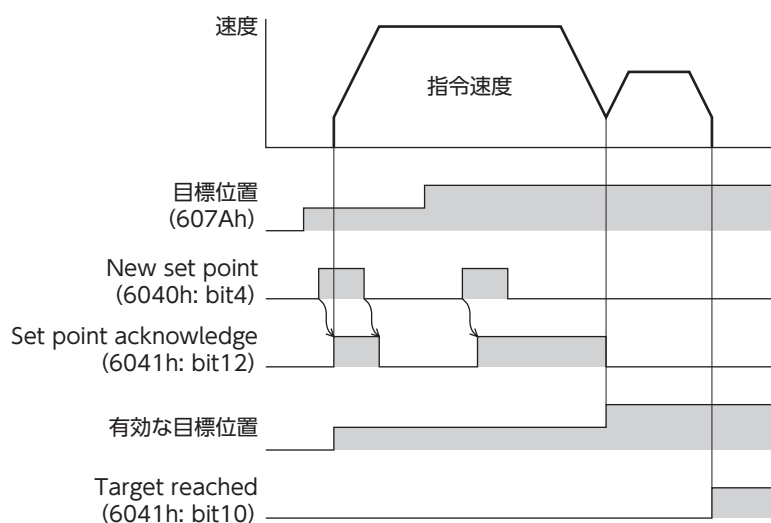 速度
指令速度
目標位置
(607Ah)
New set point
(6040h: bit4)
Set point acknowledge
(6041h: bit12)
有効な目標位置
Target reached
(6041h: bit10)